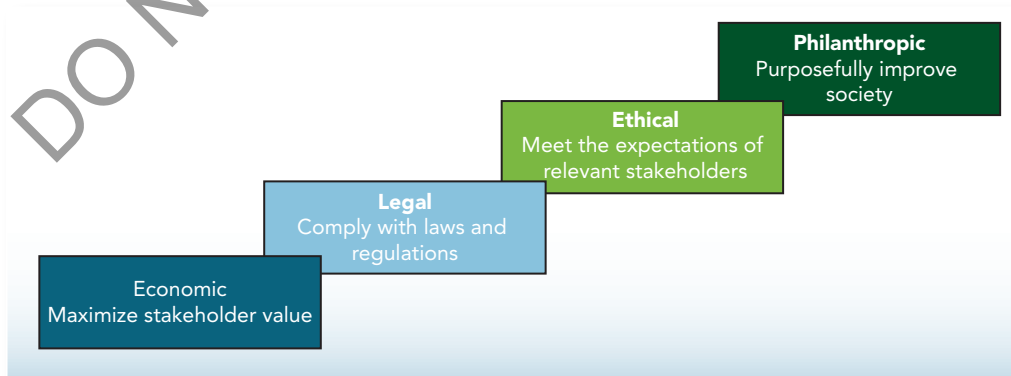 Philanthropic
Purposefully improve
society
Ethical
Meet the expectations of
relevant stakeholders
Legal
Comply with laws and
regulations
Economic
Maximize stakeholder value
DO N